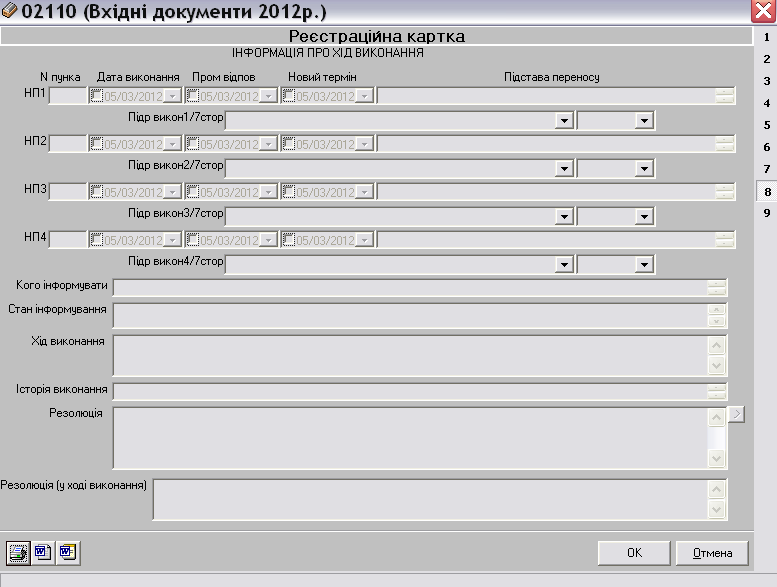 02110 (Вхідні документи 2012р.)
Реєстраційна картка
ІНФОРМАЦІЯ ПРО ХІД ВИКОНАННЯ
N пунка Дата виконання Пром відпов Новий термін Підстава переносу
НП1 05/03/2012 05/03/2012 05/03/2012
Підр викон1/7стор
НП2 05/03/2012 05/03/2012 05/03/2012
Підр викон2/7стор
НП3 05/03/2012 05/03/2012 05/03/2012
Підр викон3/7стор
НП4 05/03/2012 05/03/2012 05/03/2012
Підр викон4/7стор
Кого інформувати
Стан інформування
Хід виконання
Історія виконання
Резолюція
Резолюція (у ході виконання)
OK Отмена
1
2
3
4
5
6
7
8
9